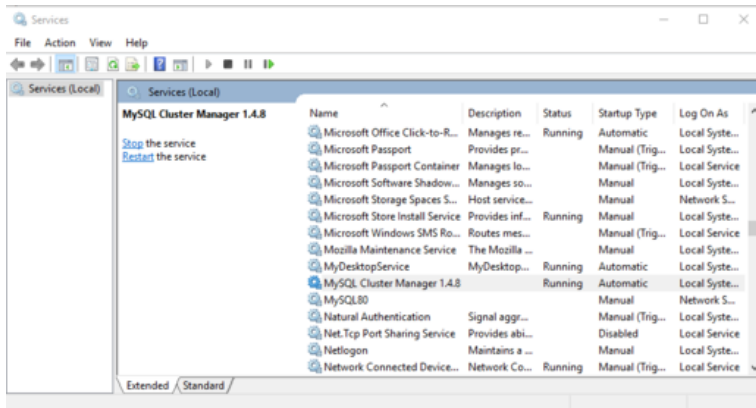 Services
File Action View Help
Services (Local)
Services (Local)
MySQL Cluster Manager 1.4.8
Stop the service
Restart the service
Name Description Status Startup Type Log On As
Microsoft Office Click-to-R... Manages re... Running Automatic Local Syste...
Microsoft Passport Provides pr... Manual (Trig... Local Syste...
Microsoft Passport Container Manages lo... Manual (Trig... Local Service
Microsoft Software Shadow... Manages so... Manual Local Syste...
Microsoft Storage Spaces S... Host service... Manual Network S...
Microsoft Store Install Service Provides inf... Running Manual Local Syste...
Microsoft Windows SMS Ro... Routes mes... Manual (Trig... Local Service
Mozilla Maintenance Service The Mozilla ... Manual Local Syste...
MyDesktopService MyDesktop... Running Automatic Local Syste...
MySQL Cluster Manager 1.4.8 Running Automatic Local Syste...
MySQL80 Manual Network S...
Natural Authentication Signal aggr... Manual (Trig... Local Syste...
Net.Tcp Port Sharing Service Provides abi... Disabled Local Service
Netlogon Maintains a ... Manual Local Syste...
Network Connected Device... Network Co... Running Manual (Trig... Local Service
Extended Standard